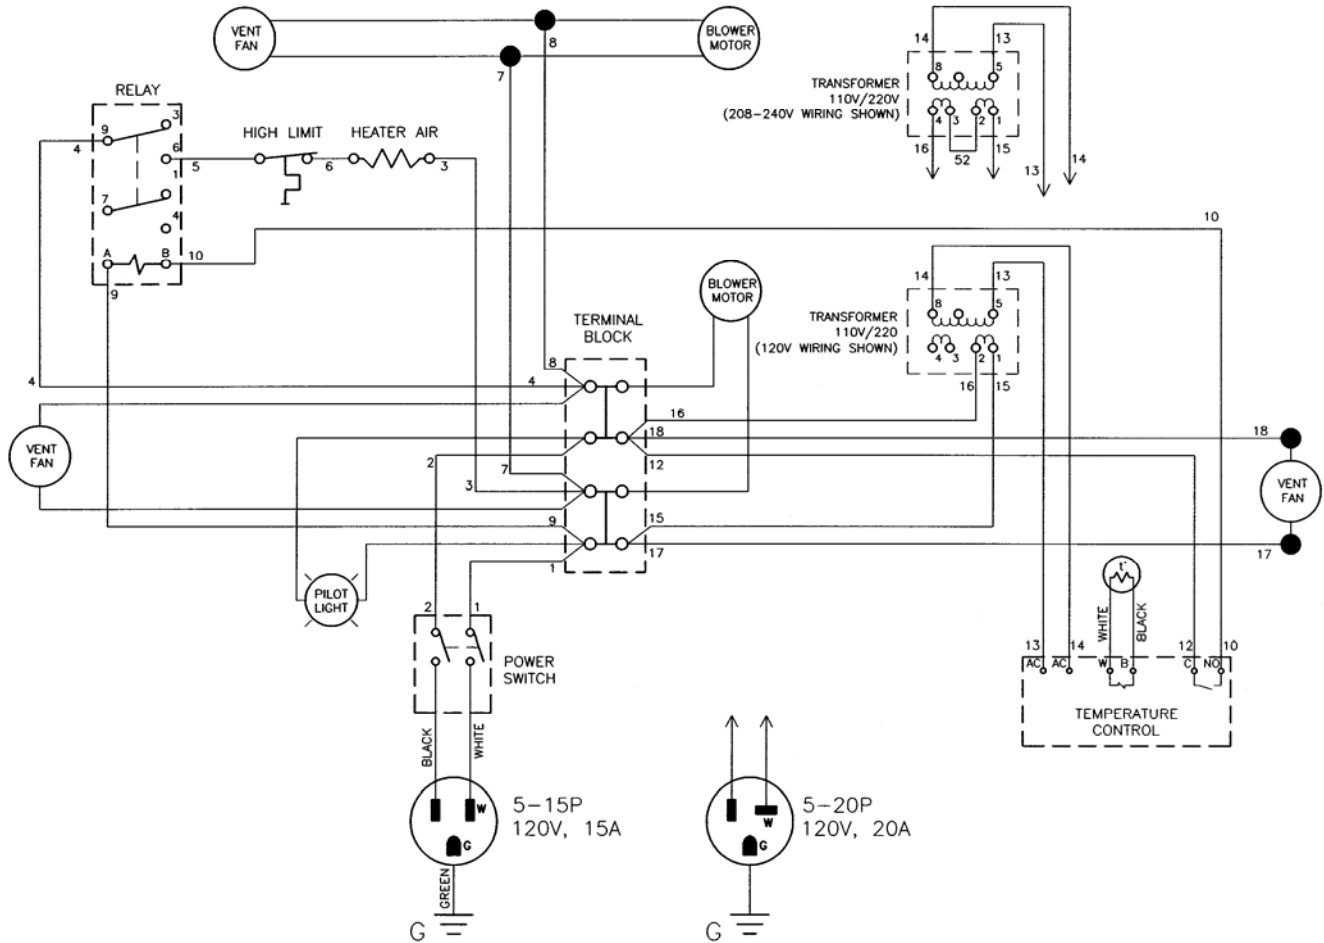 VENT
FAN
8
7
BLOWER
MOTOR
14
13
8
5
TRANSFORMER
110V/220V
(208-240V WIRING SHOWN)
4
3
2
1
16
15
52
13
14
RELAY
3
9
4
6
5
1
7
4
A
B
10
9
HIGH LIMIT
6
HEATER AIR
3
10
BLOWER
MOTOR
14
13
8
5
TRANSFORMER
110V/220
(120V WIRING SHOWN)
4
3
2
1
16
15
TERMINAL
BLOCK
8
4
4
16
18
18
VENT
FAN
2
7
12
3
VENT
FAN
9
15
1
17
17
PILOT
LIGHT
2
1
POWER
SWITCH
BLACK
WHITE
t°
WHITE
BLACK
13
14
12
10
AC
AC
W
B
C
NO
TEMPERATURE
CONTROL
W
G
5-15P
120V, 15A
GREEN
G
W
G
5-20P
120V, 20A
G